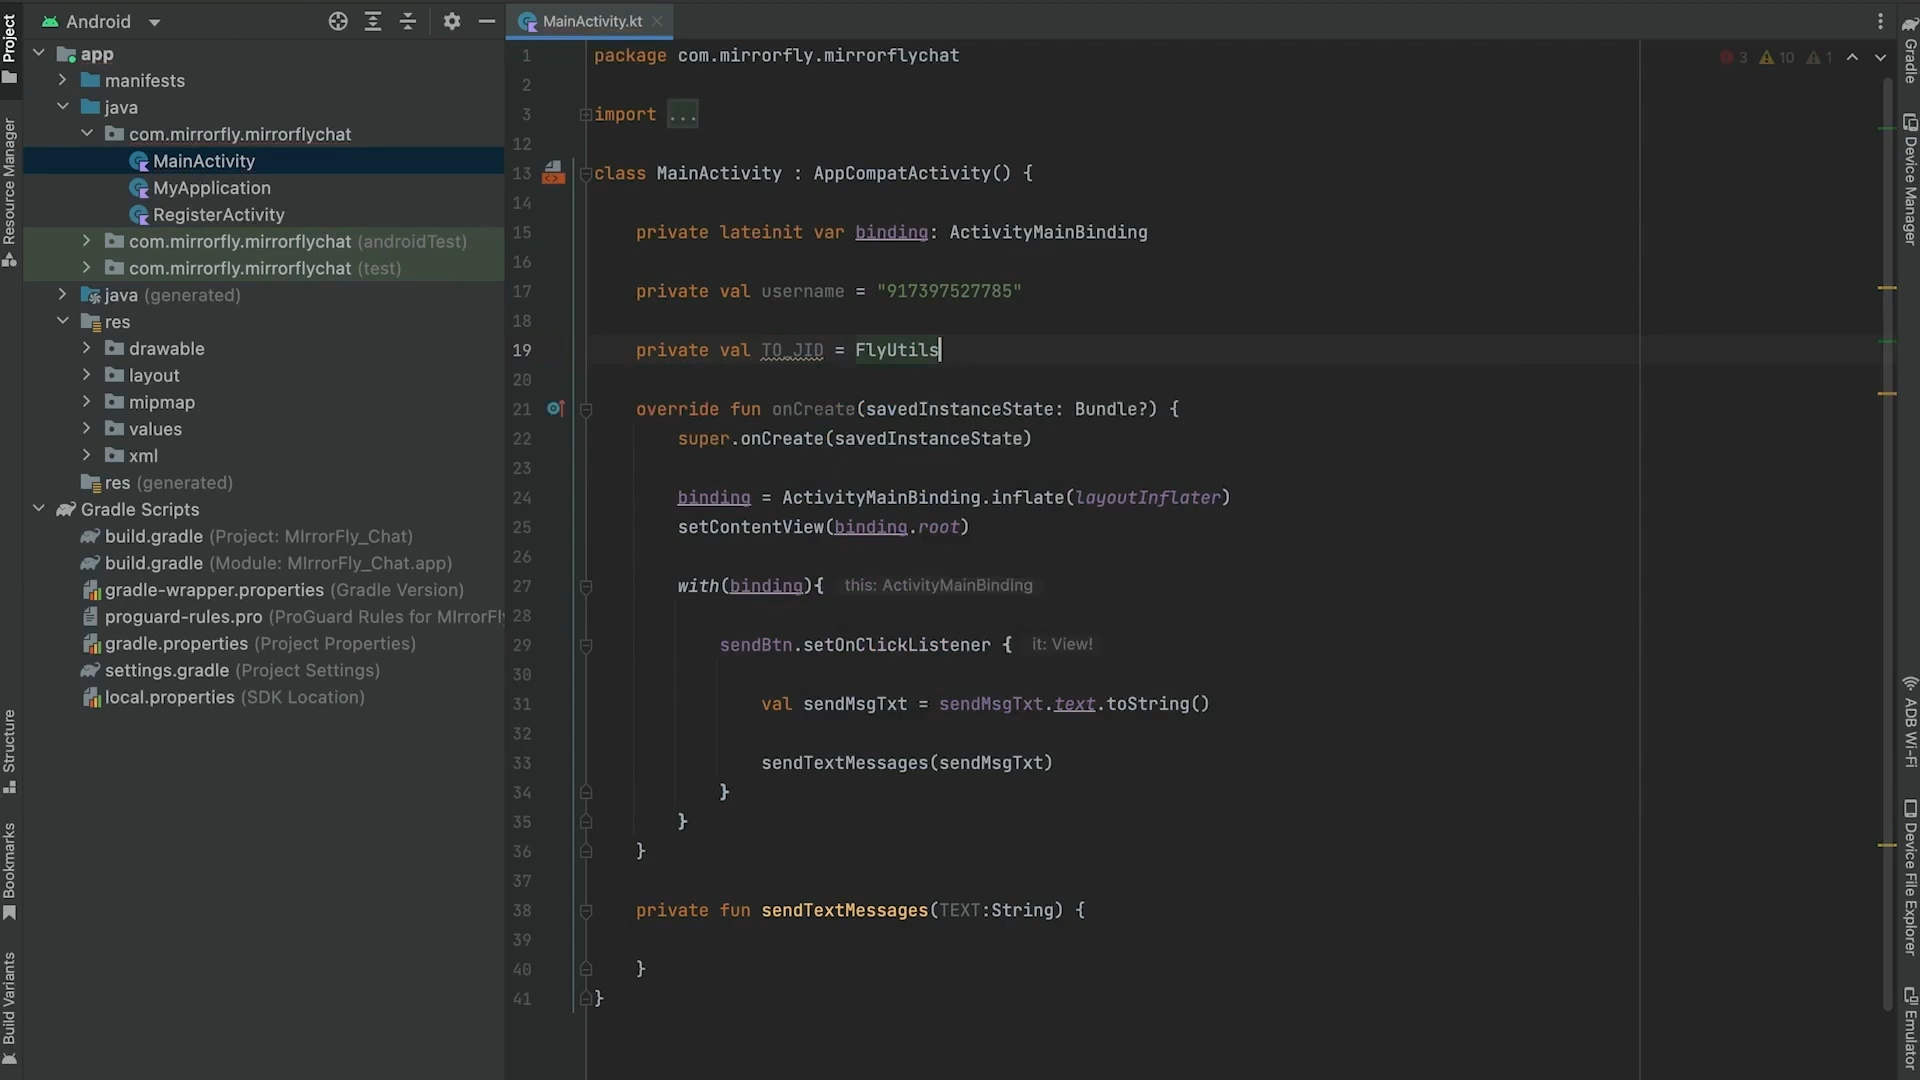 Android
MainActivity.kt
Project
Resource Manager
Structure
Bookmarks
Build Variants
app
manifests
java
com.mirrorfly.mirrorflychat
MainActivity
MyApplication
RegisterActivity
com.mirrorfly.mirrorflychat (androidTest)
com.mirrorfly.mirrorflychat (test)
java (generated)
res
drawable
layout
mipmap
values
xml
res (generated)
Gradle Scripts
build.gradle (Project: MIrrorFly_Chat)
build.gradle (Module: MIrrorFly_Chat.app)
gradle-wrapper.properties (Gradle Version)
proguard-rules.pro (ProGuard Rules for MIrrorFly
gradle.properties (Project Properties)
settings.gradle (Project Settings)
local.properties (SDK Location)
1 package com.mirrorfly.mirrorflychat
2
3 import ...
12
13 class MainActivity : AppCompatActivity() {
14
15 private lateinit var binding: ActivityMainBinding
16
17 private val username = "917397527785"
18
19 private val TO_JID = FlyUtils
20
21 override fun onCreate(savedInstanceState: Bundle?) {
22 super.onCreate(savedInstanceState)
23
24 binding = ActivityMainBinding.inflate(layoutInflater)
25 setContentView(binding.root)
26
27 with(binding){ this: ActivityMainBinding
28
29 sendBtn.setOnClickListener { it: View!
30
31 val sendMsgTxt = sendMsgTxt.text.toString()
32
33 sendTextMessages(sendMsgTxt)
34 }
35 }
36 }
37
38 private fun sendTextMessages(TEXT:String) {
39
40 }
41 }
3 10 1
Gradle
Device Manager
ADB Wi-Fi
Device File Explorer
Emulator